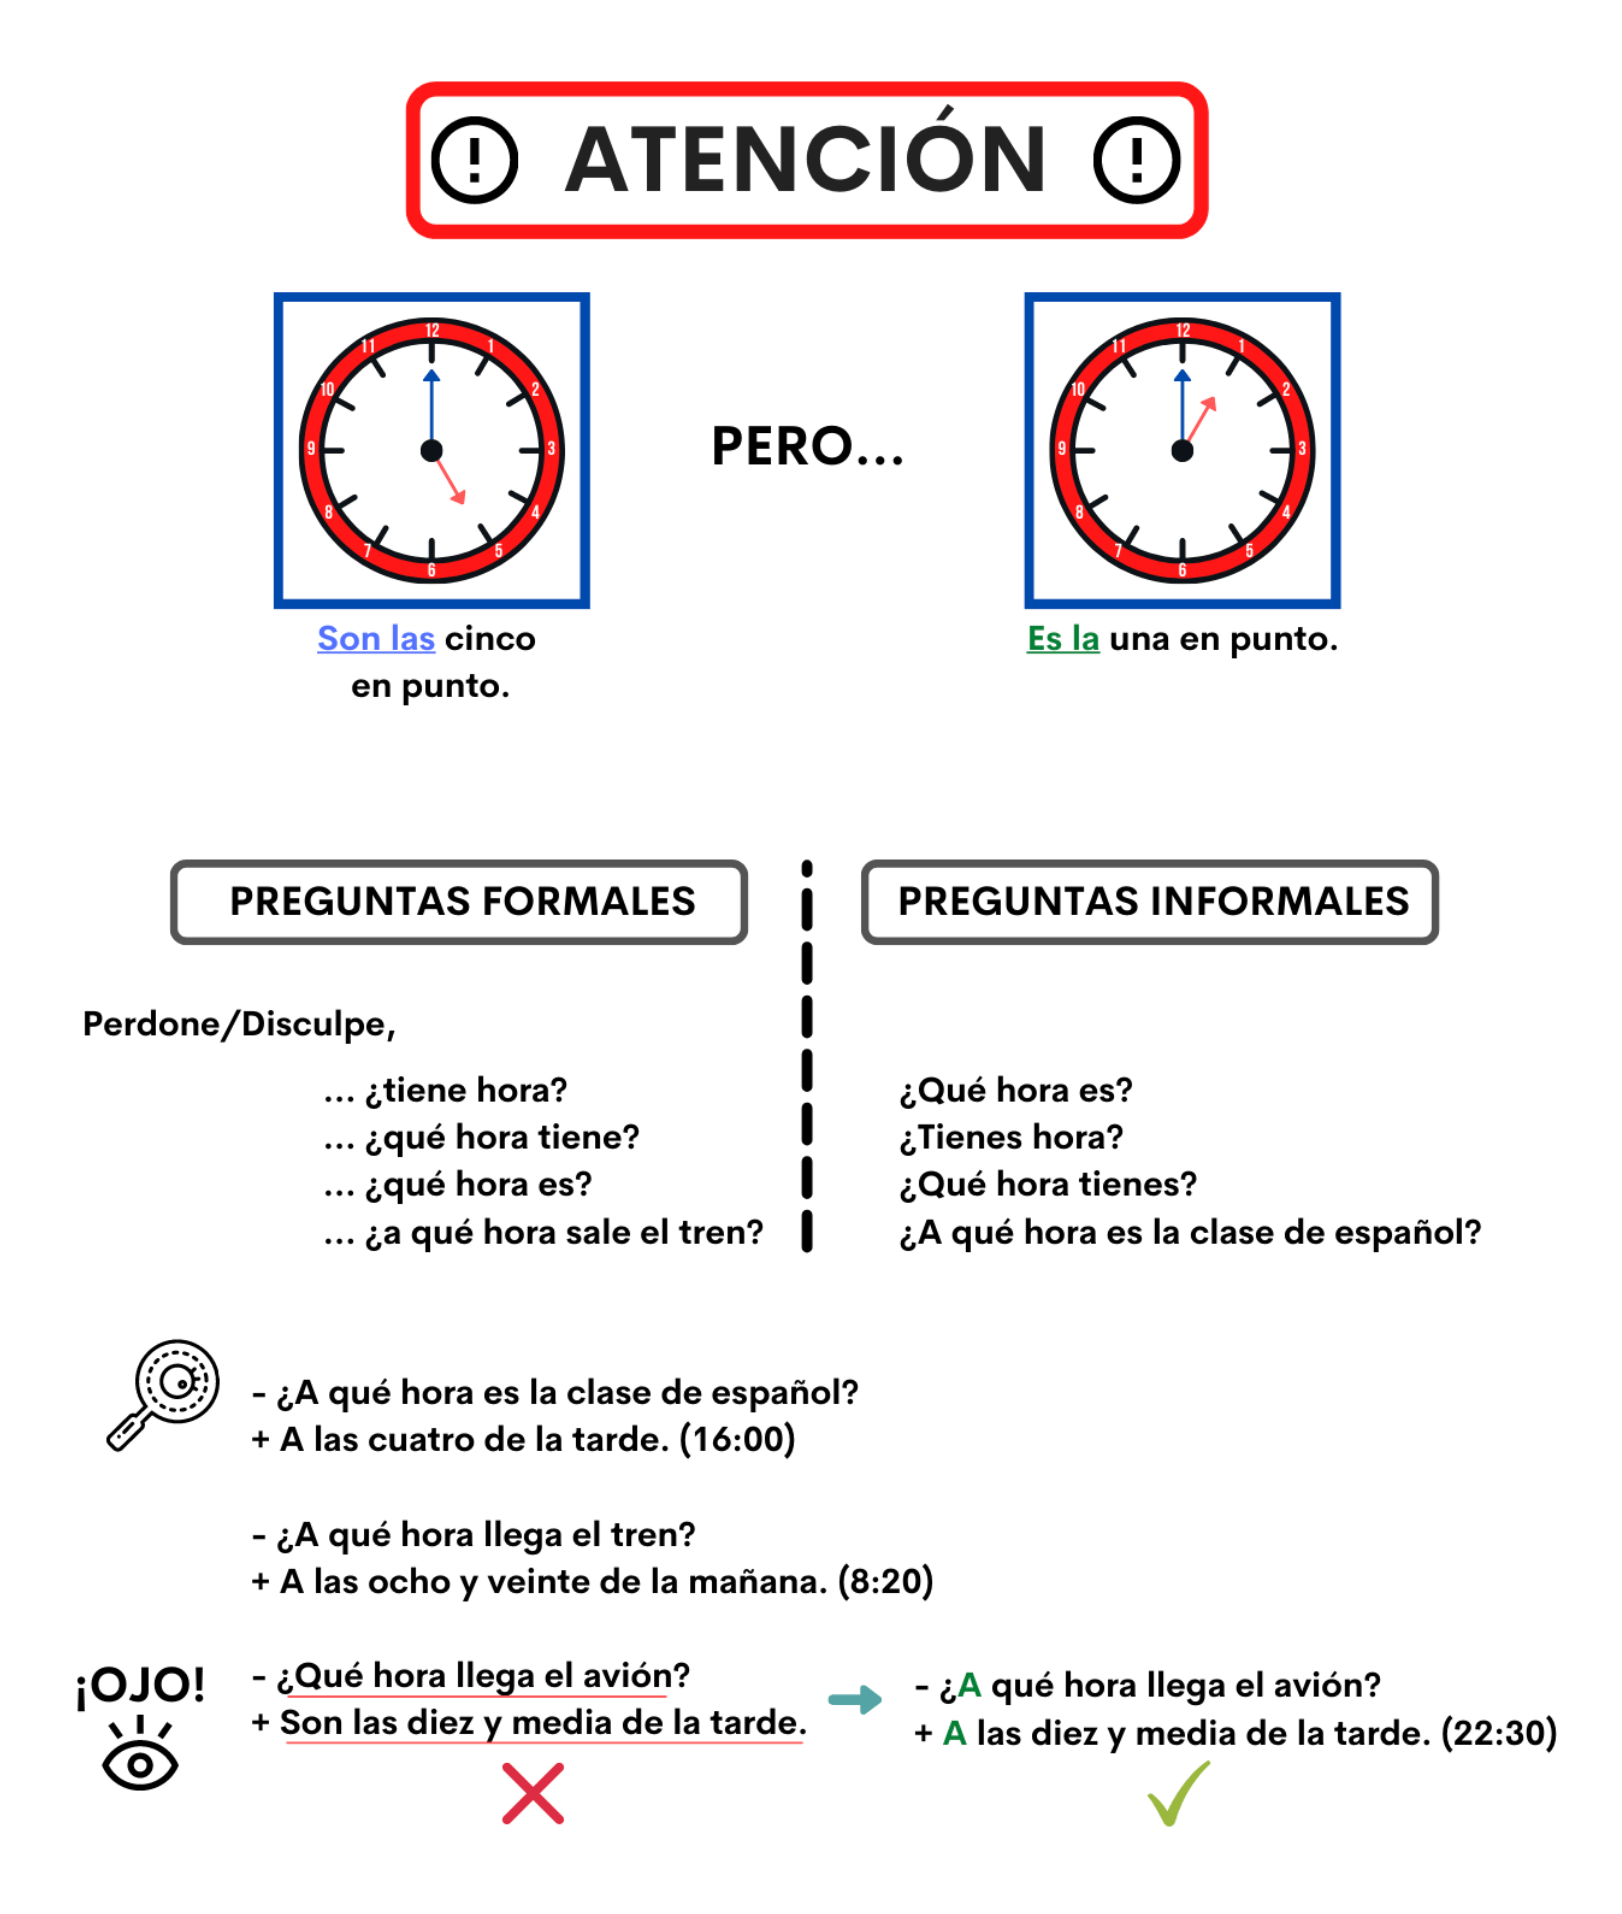 ATENCIÓN
12
11
1
10
2
9
3
8
4
7
5
6
PERO...
12
11
1
10
2
9
3
8
4
7
5
6
Son las cinco
en punto.
Es la una en punto.
PREGUNTAS FORMALES
PREGUNTAS INFORMALES
Perdone/Disculpe,
... ¿tiene hora?
... ¿qué hora tiene?
... ¿qué hora es?
... ¿a qué hora sale el tren?
¿Qué hora es?
¿Tienes hora?
¿Qué hora tienes?
¿A qué hora es la clase de español?
- ¿A qué hora es la clase de español?
+ A las cuatro de la tarde. (16:00)
- ¿A qué hora llega el tren?
+ A las ocho y veinte de la mañana. (8:20)
¡OJO!
- ¿Qué hora llega el avión?
+ Son las diez y media de la tarde.
- ¿A qué hora llega el avión?
+ A las diez y media de la tarde. (22:30)